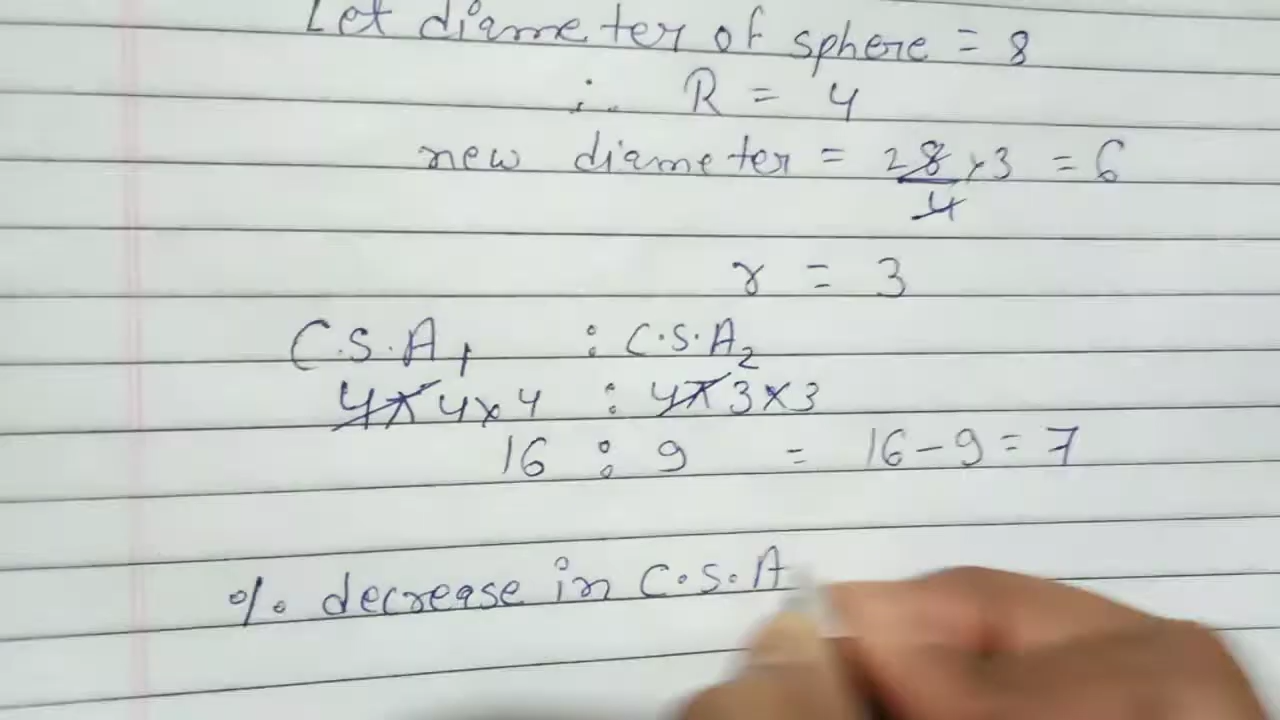 Let diameter of sphere = 8
∴ R = 4
new diameter = 2 8/4 × 3 = 6
r = 3
C.S.A1 : C.S.A2
4π 4×4 : 4π 3×3
16 : 9 = 16-9=7
% decrease in C.S.A